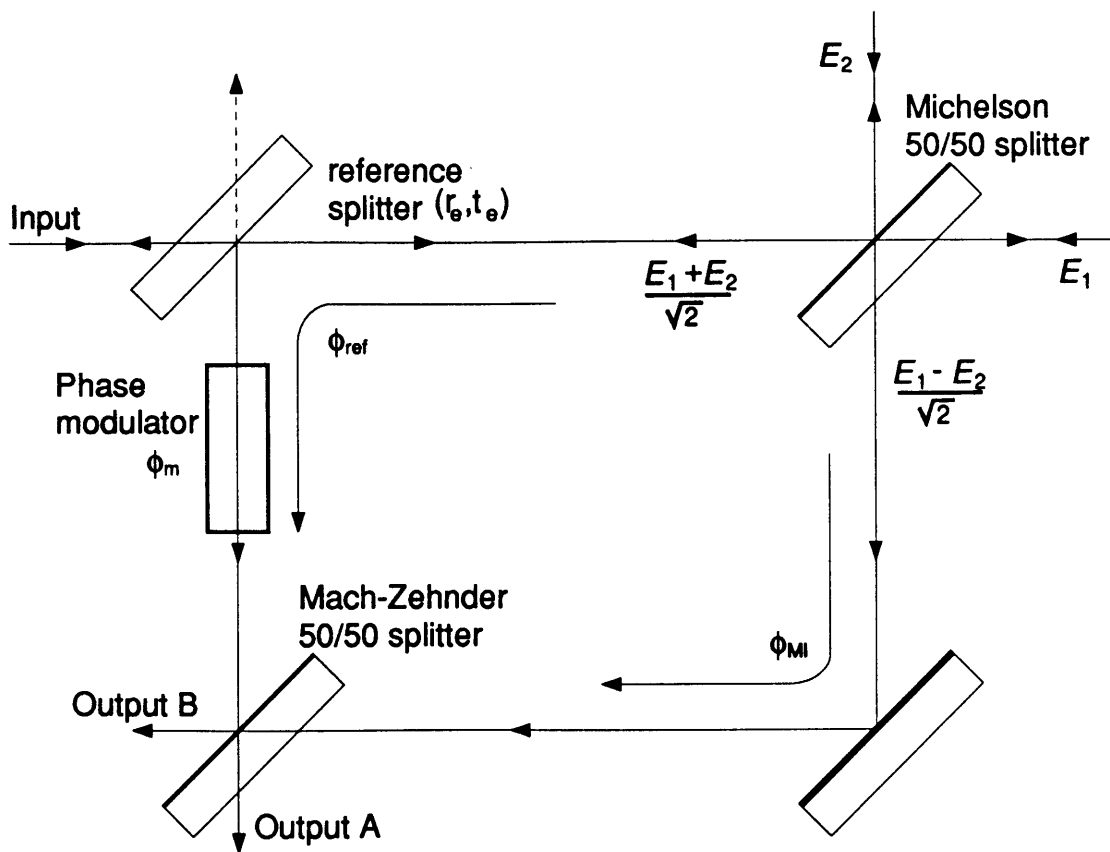 E₂
Michelson
50/50 splitter
reference
splitter (rₑ,tₑ)
Input
E₁
E₁ + E₂
√2
ϕref
Phase
modulator
ϕm
E₁ - E₂
√2
Mach-Zehnder
50/50 splitter
ϕMI
Output B
Output A